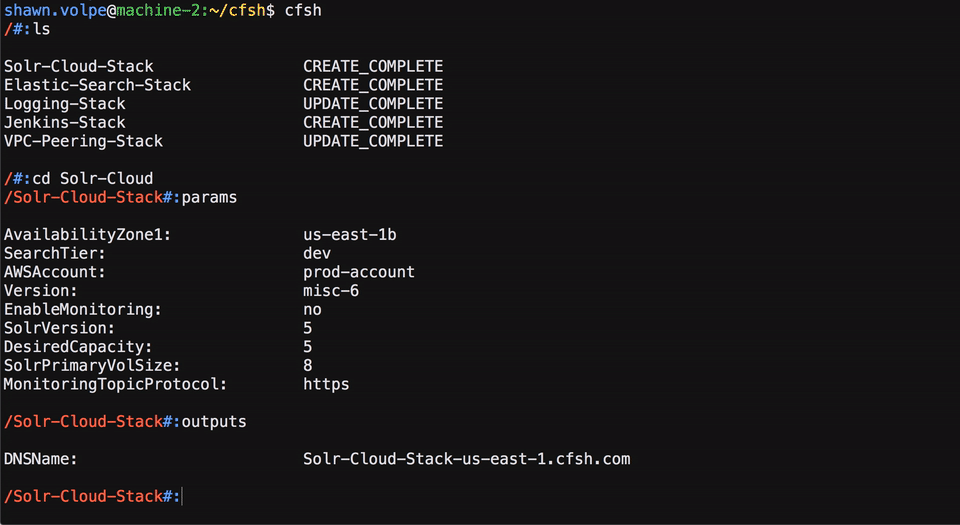 shawn.volpe@machine-2:~/cfsh$ cfsh
/#:ls
Solr-Cloud-Stack CREATE_COMPLETE
Elastic-Search-Stack CREATE_COMPLETE
Logging-Stack UPDATE_COMPLETE
Jenkins-Stack CREATE_COMPLETE
VPC-Peering-Stack UPDATE_COMPLETE
/#:cd Solr-Cloud
/Solr-Cloud-Stack#:params
AvailabilityZone1: us-east-1b
SearchTier: dev
AWSAccount: prod-account
Version: misc-6
EnableMonitoring: no
SolrVersion: 5
DesiredCapacity: 5
SolrPrimaryVolSize: 8
MonitoringTopicProtocol: https
/Solr-Cloud-Stack#:outputs
DNSName: Solr-Cloud-Stack-us-east-1.cfsh.com
/Solr-Cloud-Stack#: